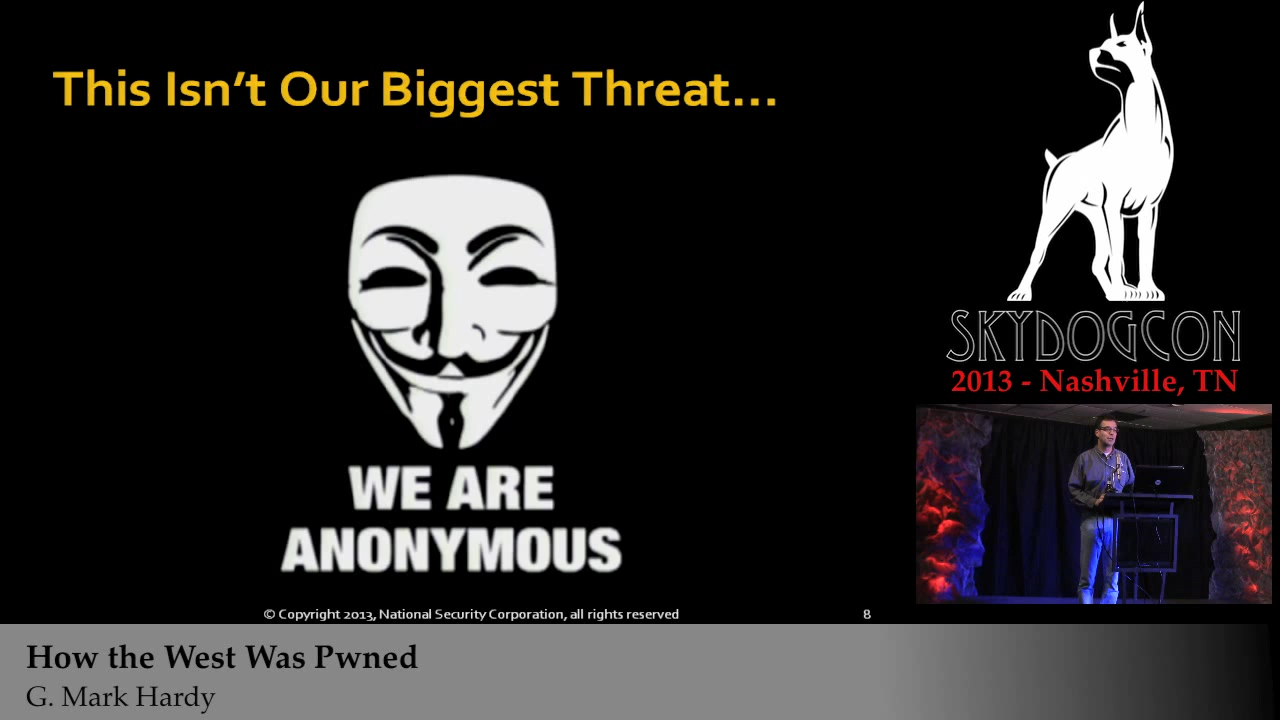 This Isn't Our Biggest Threat...
WE ARE
ANONYMOUS
© Copyright 2013, National Security Corporation, all rights reserved
8
SKYDOGCON
2013 - Nashville, TN
How the West Was Pwned
G. Mark Hardy